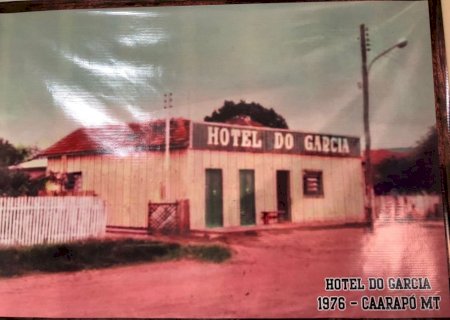 HOTEL DO GARCIA
HOTEL DO GARCIA
1976 - CAARAPÓ MT